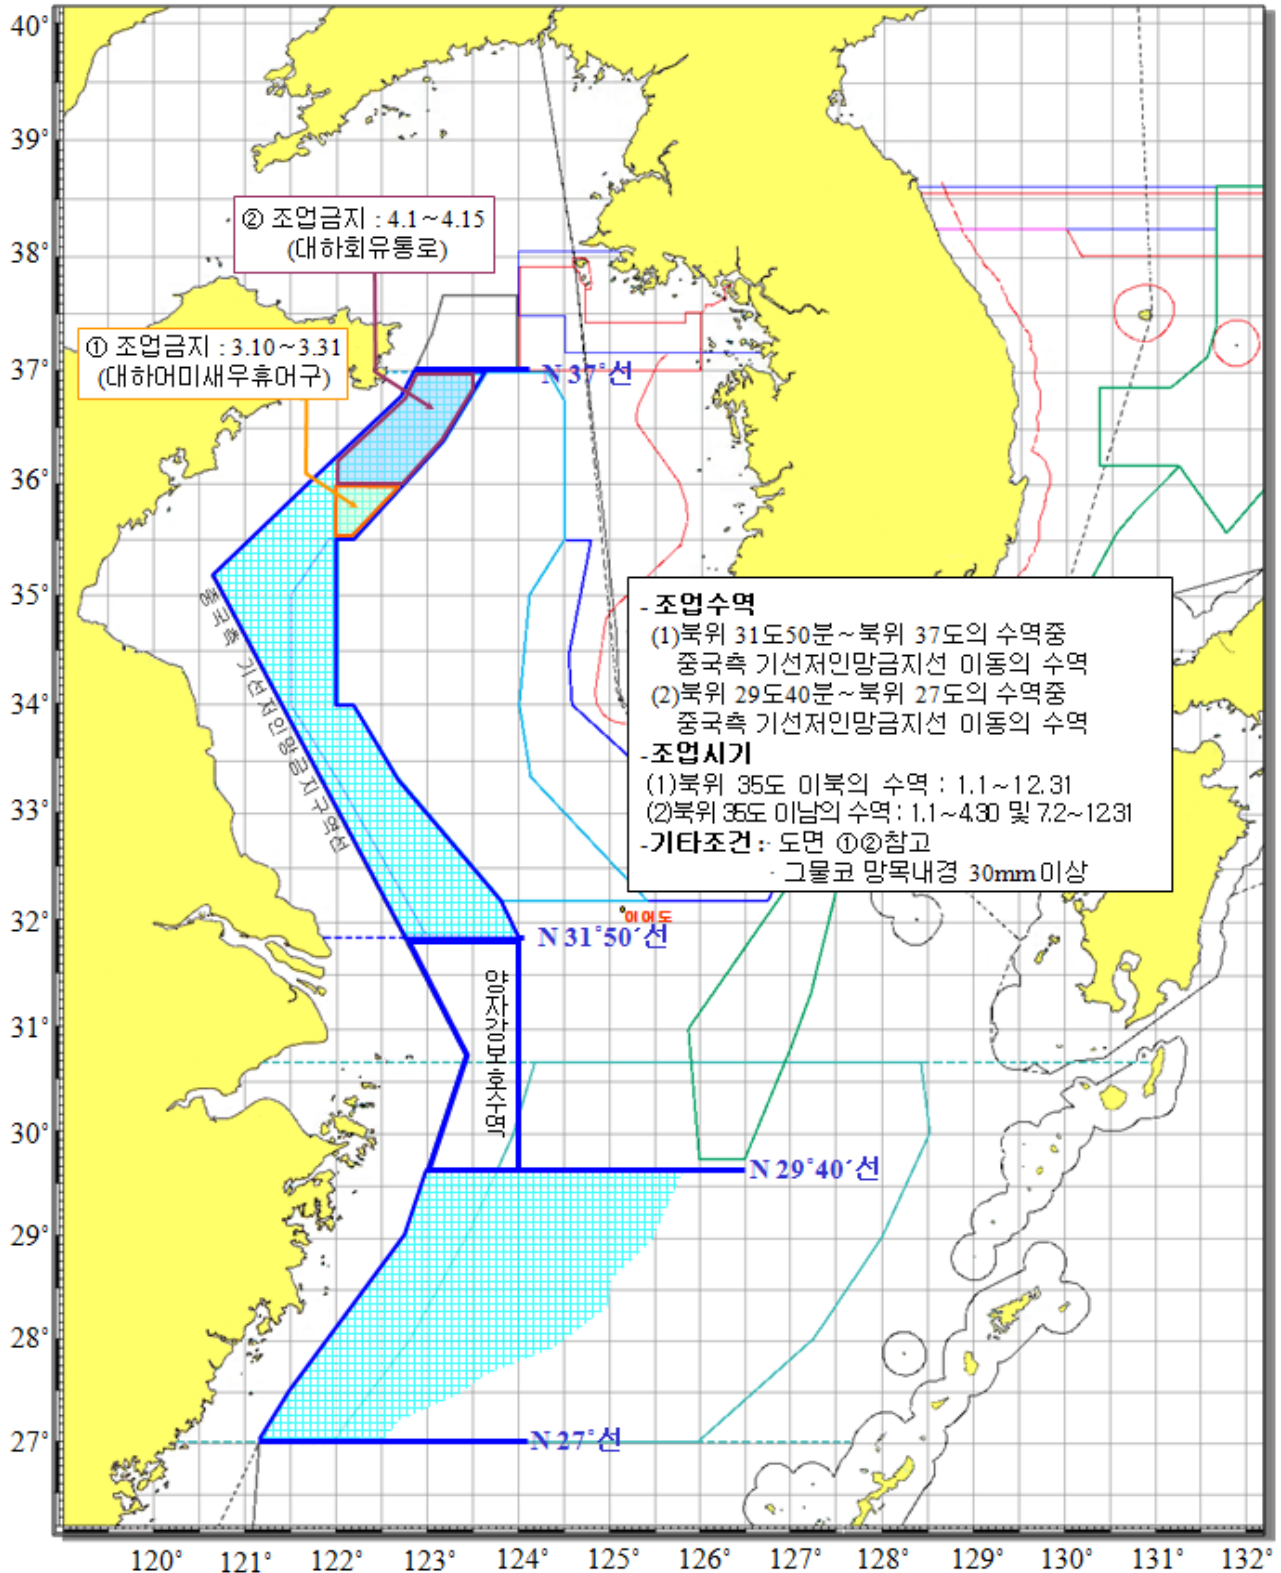 40°
39°
38°
37°
36°
35°
34°
33°
32°
31°
30°
29°
28°
27°
② 조업금지 : 4.1~4.15
(대하회유통로)
① 조업금지 : 3.10~3.31
(대하어미새우휴어구)
N 37°선
중국측 기선저인망금지구역선
- 조업수역
(1)북위 31도50분~북위 37도의 수역중
중국측 기선저인망금지선 이동의 수역
(2)북위 29도40분~북위 27도의 수역중
중국측 기선저인망금지선 이동의 수역
-조업시기
(1)북위 35도 이북의 수역 : 1.1~12.31
(2)북위 35도 이남의 수역 : 1.1~4.30 및 7.2~12.31
-기타조건 : · 도면 ①②참고
· 그물코 망목내경 30mm이상
이어도
N 31°50´선
양자강보호수역
N 29°40´선
N 27°선
120° 121° 122° 123° 124° 125° 126° 127° 128° 129° 130° 131° 132°